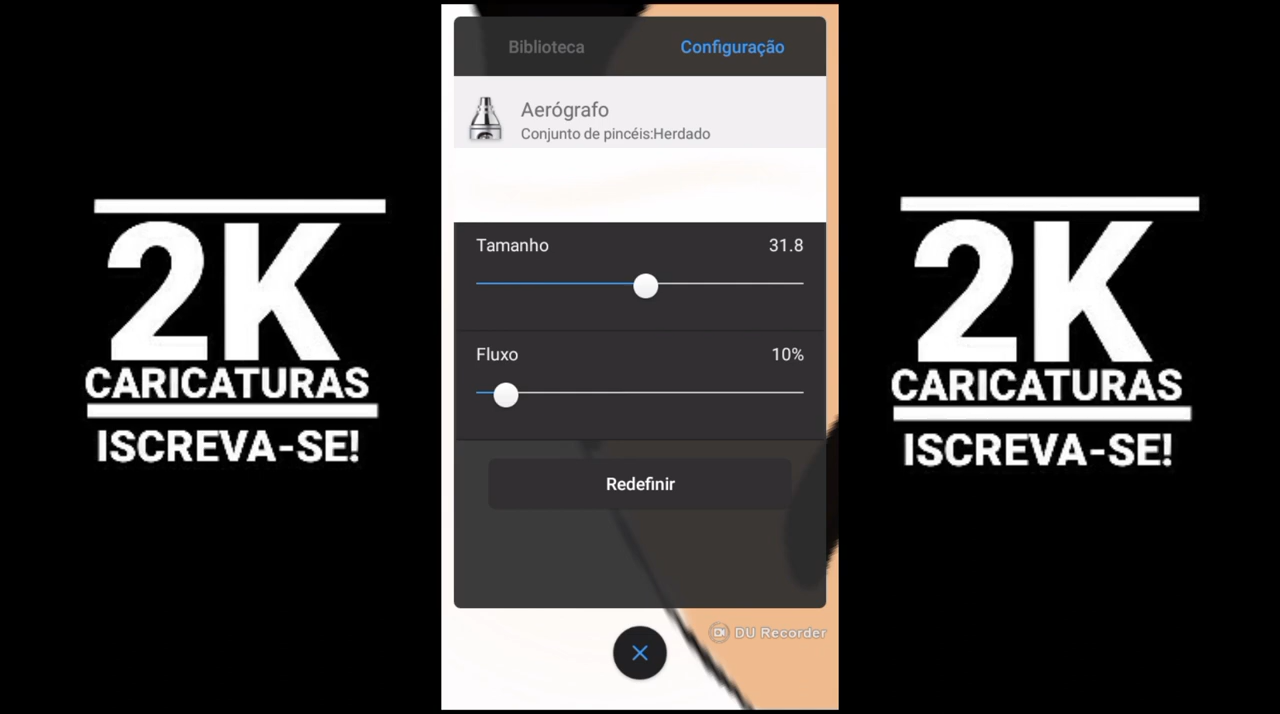 2K
CARICATURAS
ISCREVA-SE!
Biblioteca Configuração
Aerógrafo
Conjunto de pincéis:Herdado
Tamanho 31.8
Fluxo 10%
Redefinir
DU Recorder
2K
CARICATURAS
ISCREVA-SE!